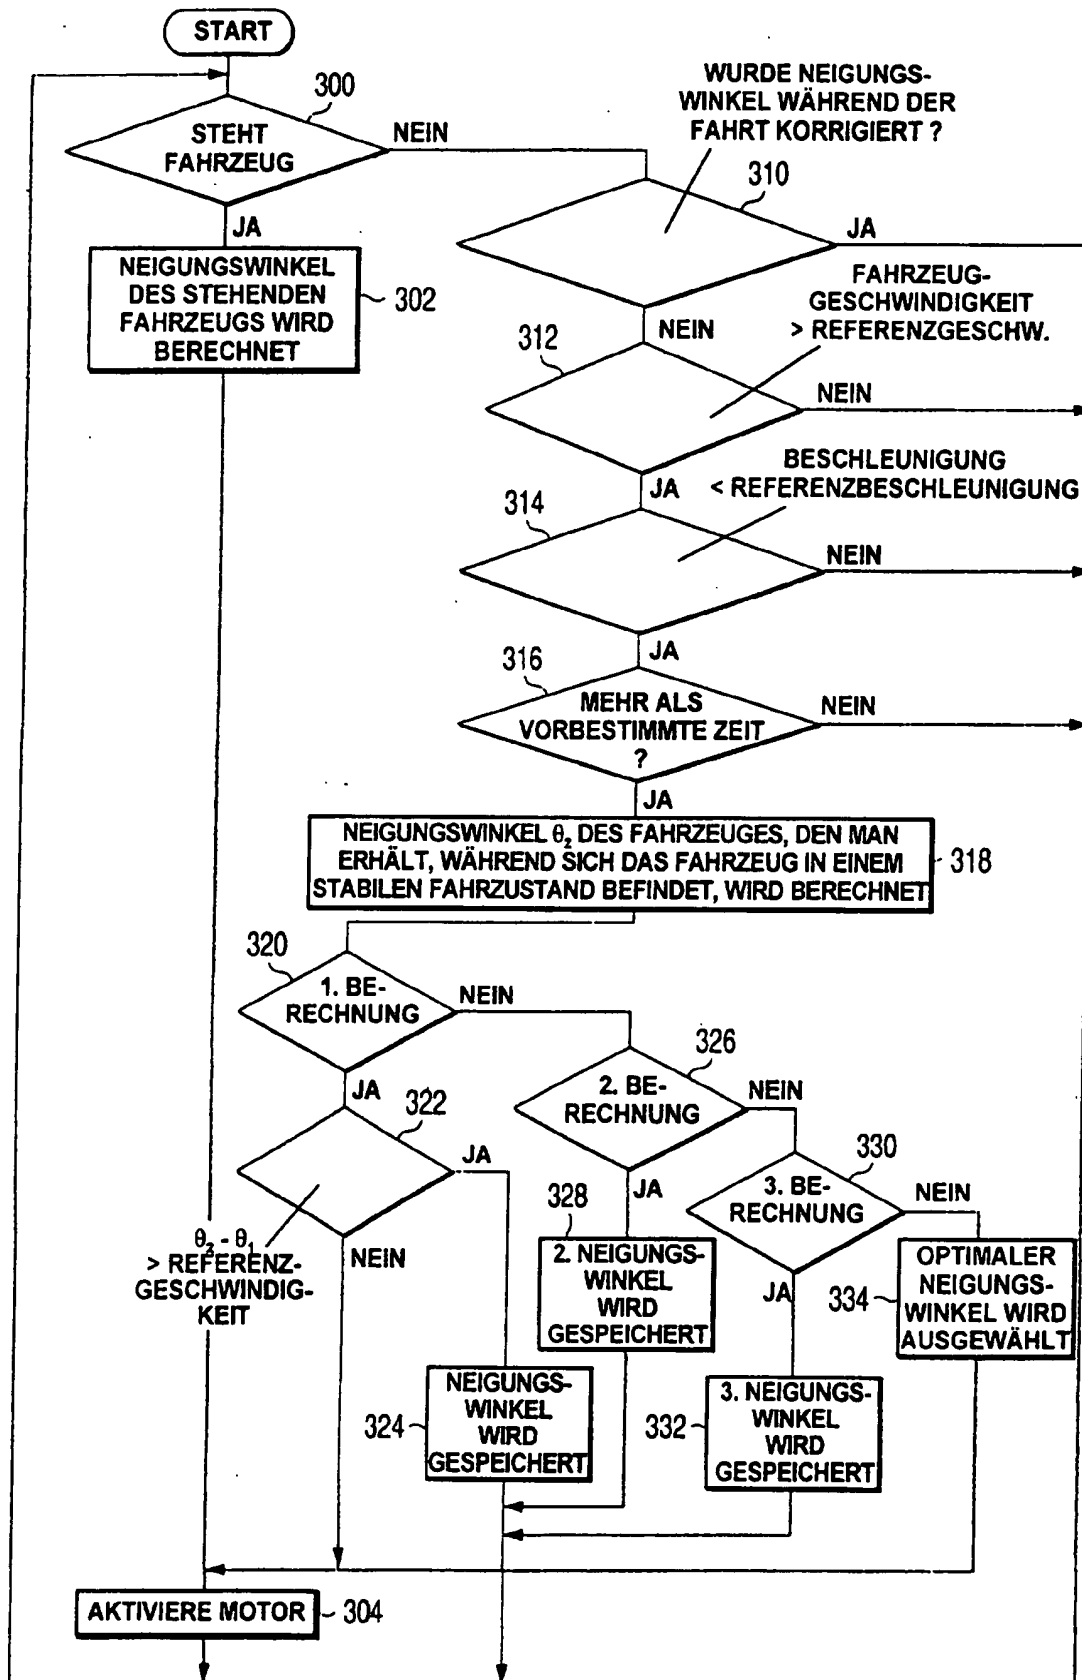 START
300
STEHT
FAHRZEUG
NEIN
JA
NEIGUNGSWINKEL
DES STEHENDEN
FAHRZEUGS WIRD
BERECHNET
302
WURDE NEIGUNGS-
WINKEL WÄHREND DER
FAHRT KORRIGIERT ?
310
JA
NEIN
FAHRZEUG-
GESCHWINDIGKEIT
> REFERENZGESCHW.
312
NEIN
JA
BESCHLEUNIGUNG
< REFERENZBESCHLEUNIGUNG
314
NEIN
JA
316
MEHR ALS
VORBESTIMMTE ZEIT
?
NEIN
JA
NEIGUNGSWINKEL θ₂ DES FAHRZEUGES, DEN MAN
ERHÄLT, WÄHREND SICH DAS FAHRZEUG IN EINEM
STABILEN FAHRZUSTAND BEFINDET, WIRD BERECHNET
318
320
1. BE-
RECHNUNG
NEIN
JA
322
JA
NEIN
θ₂ - θ₁
> REFERENZ-
GESCHWINDIG-
KEIT
NEIGUNGS-
WINKEL
WIRD
GESPEICHERT
324
326
2. BE-
RECHNUNG
NEIN
JA
328
2. NEIGUNGS-
WINKEL
WIRD
GESPEICHERT
330
3. BE-
RECHNUNG
NEIN
JA
332
3. NEIGUNGS-
WINKEL
WIRD
GESPEICHERT
334
OPTIMALER
NEIGUNGS-
WINKEL WIRD
AUSGEWÄHLT
AKTIVIERE MOTOR
304